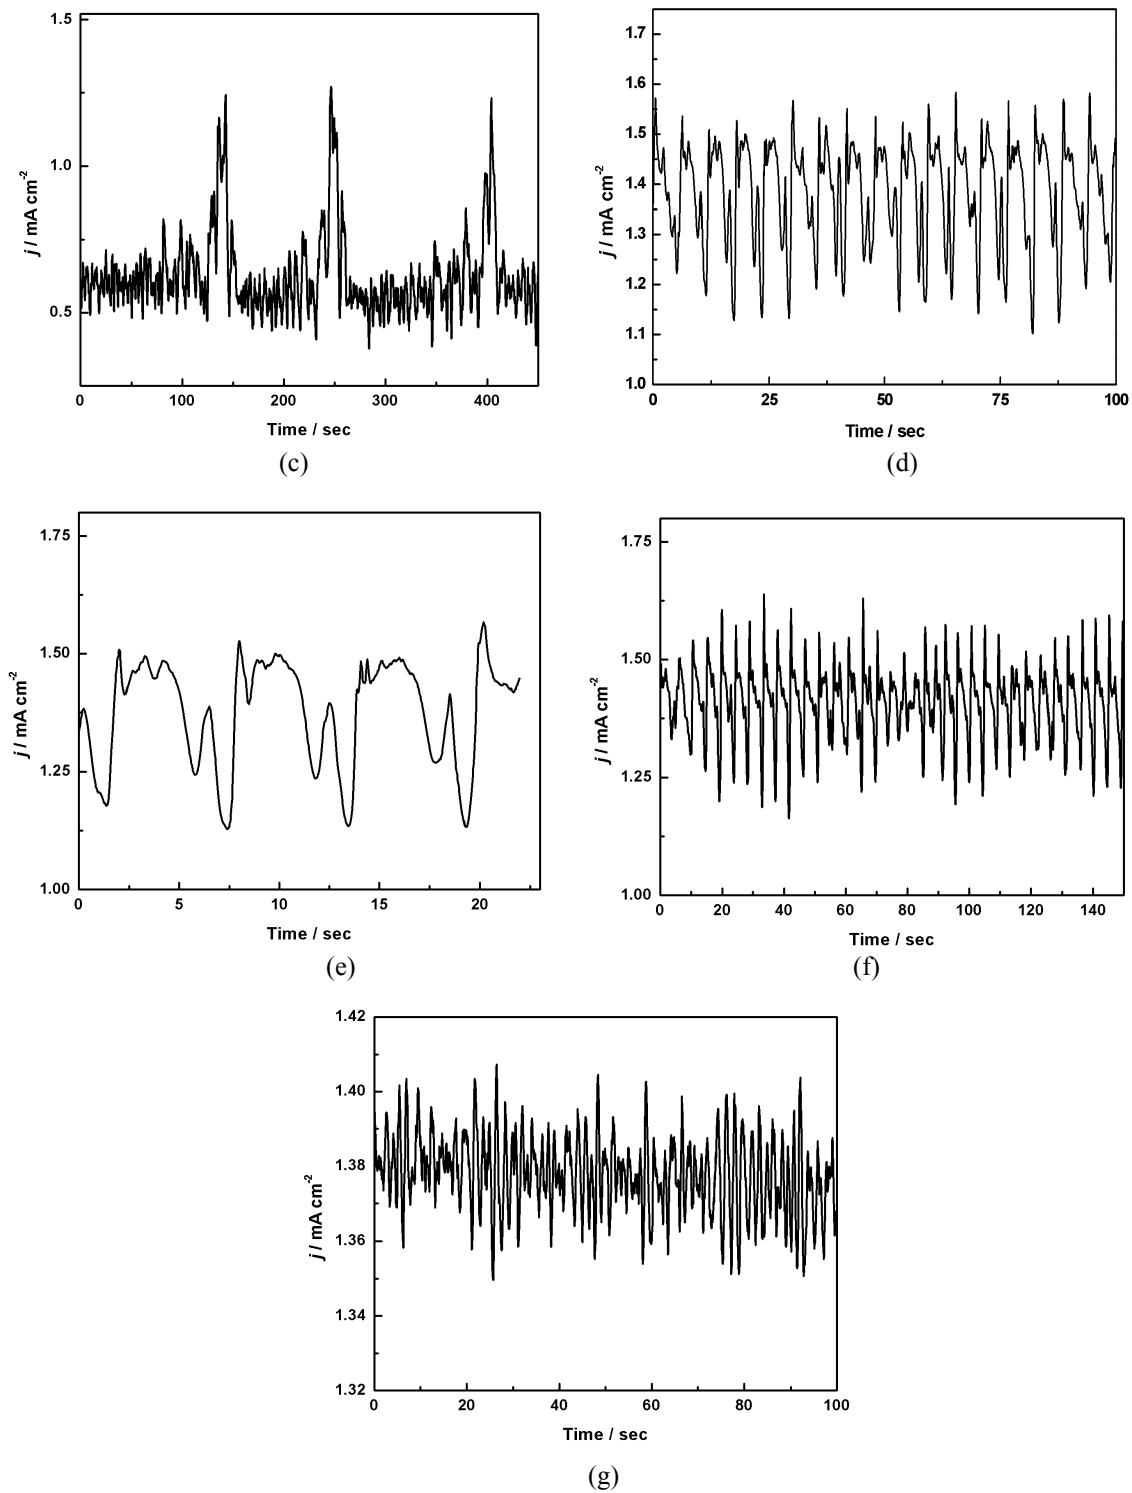 1.5
1.0
0.5
j / mA cm-2
0 100 200 300 400
Time / sec
(c)
1.7
1.6
1.5
1.4
1.3
1.2
1.1
1.0
j / mA cm-2
0 25 50 75 100
Time / sec
(d)
1.75
1.50
1.25
1.00
j / mA cm-2
0 5 10 15 20
Time / sec
(e)
1.75
1.50
1.25
1.00
j / mA cm-2
0 20 40 60 80 100 120 140
Time / sec
(f)
1.42
1.40
1.38
1.36
1.34
1.32
j / mA cm-2
0 20 40 60 80 100
Time / sec
(g)